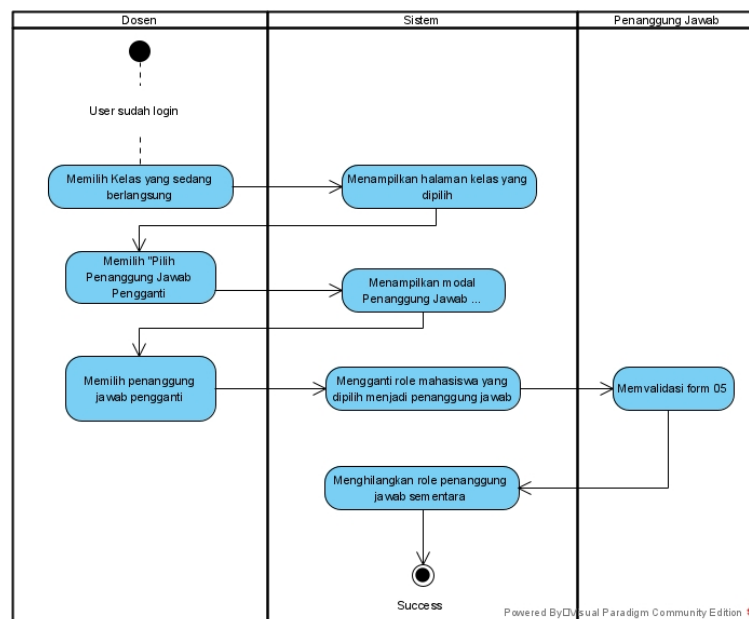 Dosen
Sistem
Penanggung Jawab
User sudah login
Memilih Kelas yang sedang
berlangsung
Menampilkan halaman kelas yang
dipilih
Memilih "Pilih
Penanggung Jawab
Pengganti
Menampilkan modal
Penanggung Jawab ...
Memilih penanggung
jawab pengganti
Mengganti role mahasiswa yang
dipilih menjadi penanggung jawab
Memvalidasi form 05
Menghilangkan role penanggung
jawab sementara
Success
Powered By□Visual Paradigm Community Edition